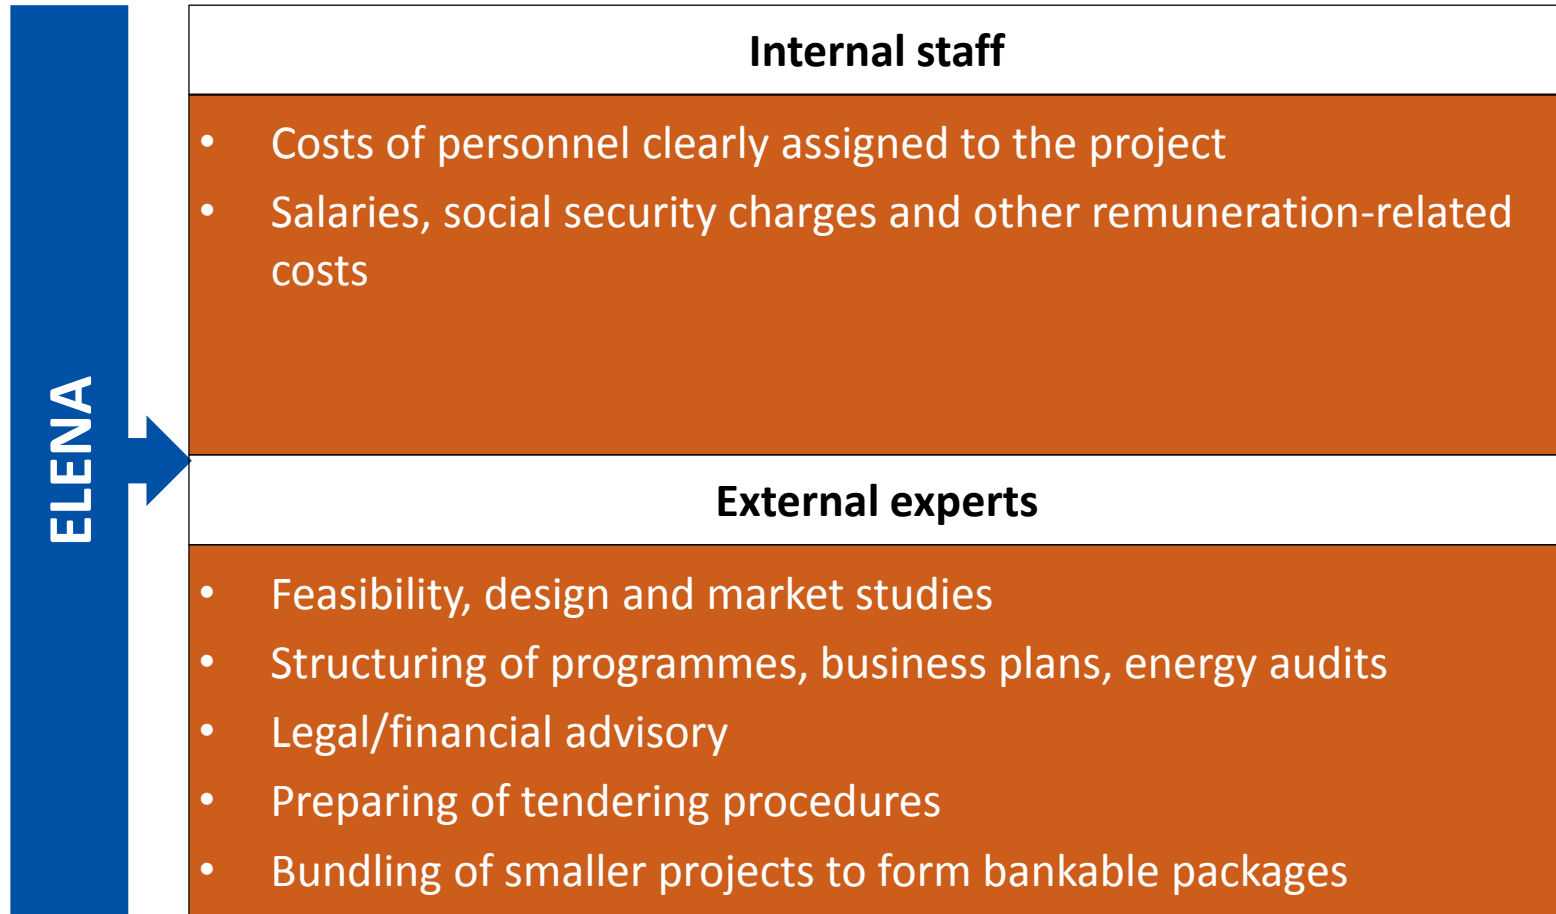 ELENA
Internal staff
• Costs of personnel clearly assigned to the project
• Salaries, social security charges and other remuneration-related
costs
External experts
• Feasibility, design and market studies
• Structuring of programmes, business plans, energy audits
• Legal/financial advisory
• Preparing of tendering procedures
• Bundling of smaller projects to form bankable packages